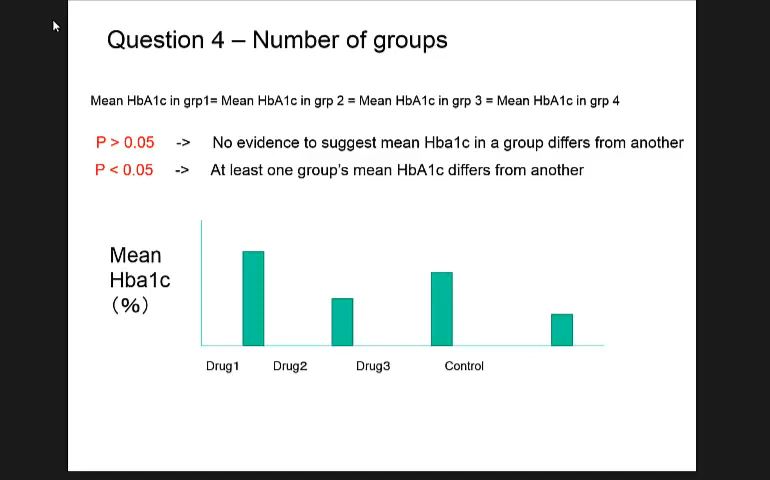 Question 4 – Number of groups
Mean HbA1c in grp1= Mean HbA1c in grp 2 = Mean HbA1c in grp 3 = Mean HbA1c in grp 4
P > 0.05 -> No evidence to suggest mean Hba1c in a group differs from another
P < 0.05 -> At least one group's mean HbA1c differs from another
Mean
Hba1c
(%)
Drug1 Drug2 Drug3 Control